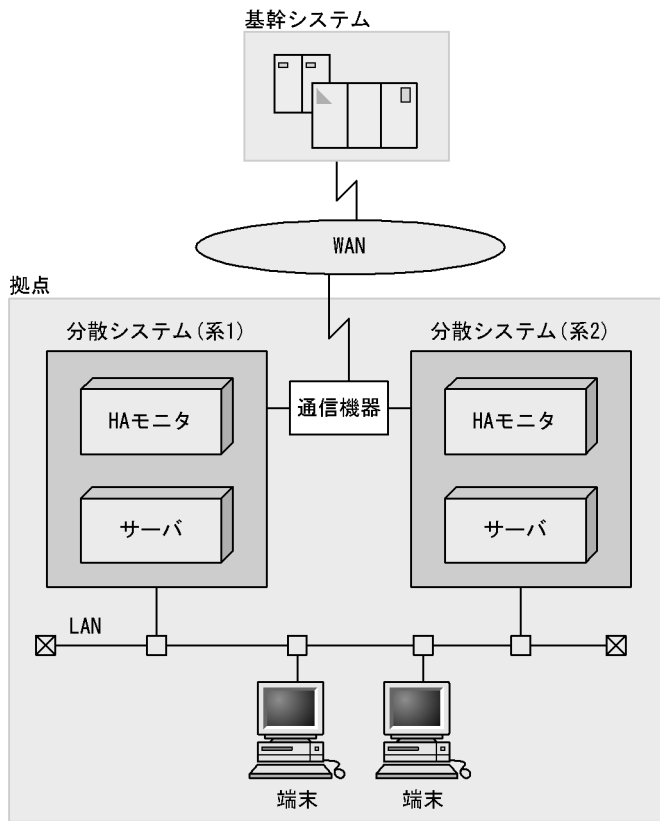 基幹システム
WAN
拠点
分散システム(系1)
分散システム(系2)
通信機器
HAモニタ
HAモニタ
サーバ
サーバ
LAN
端末
端末